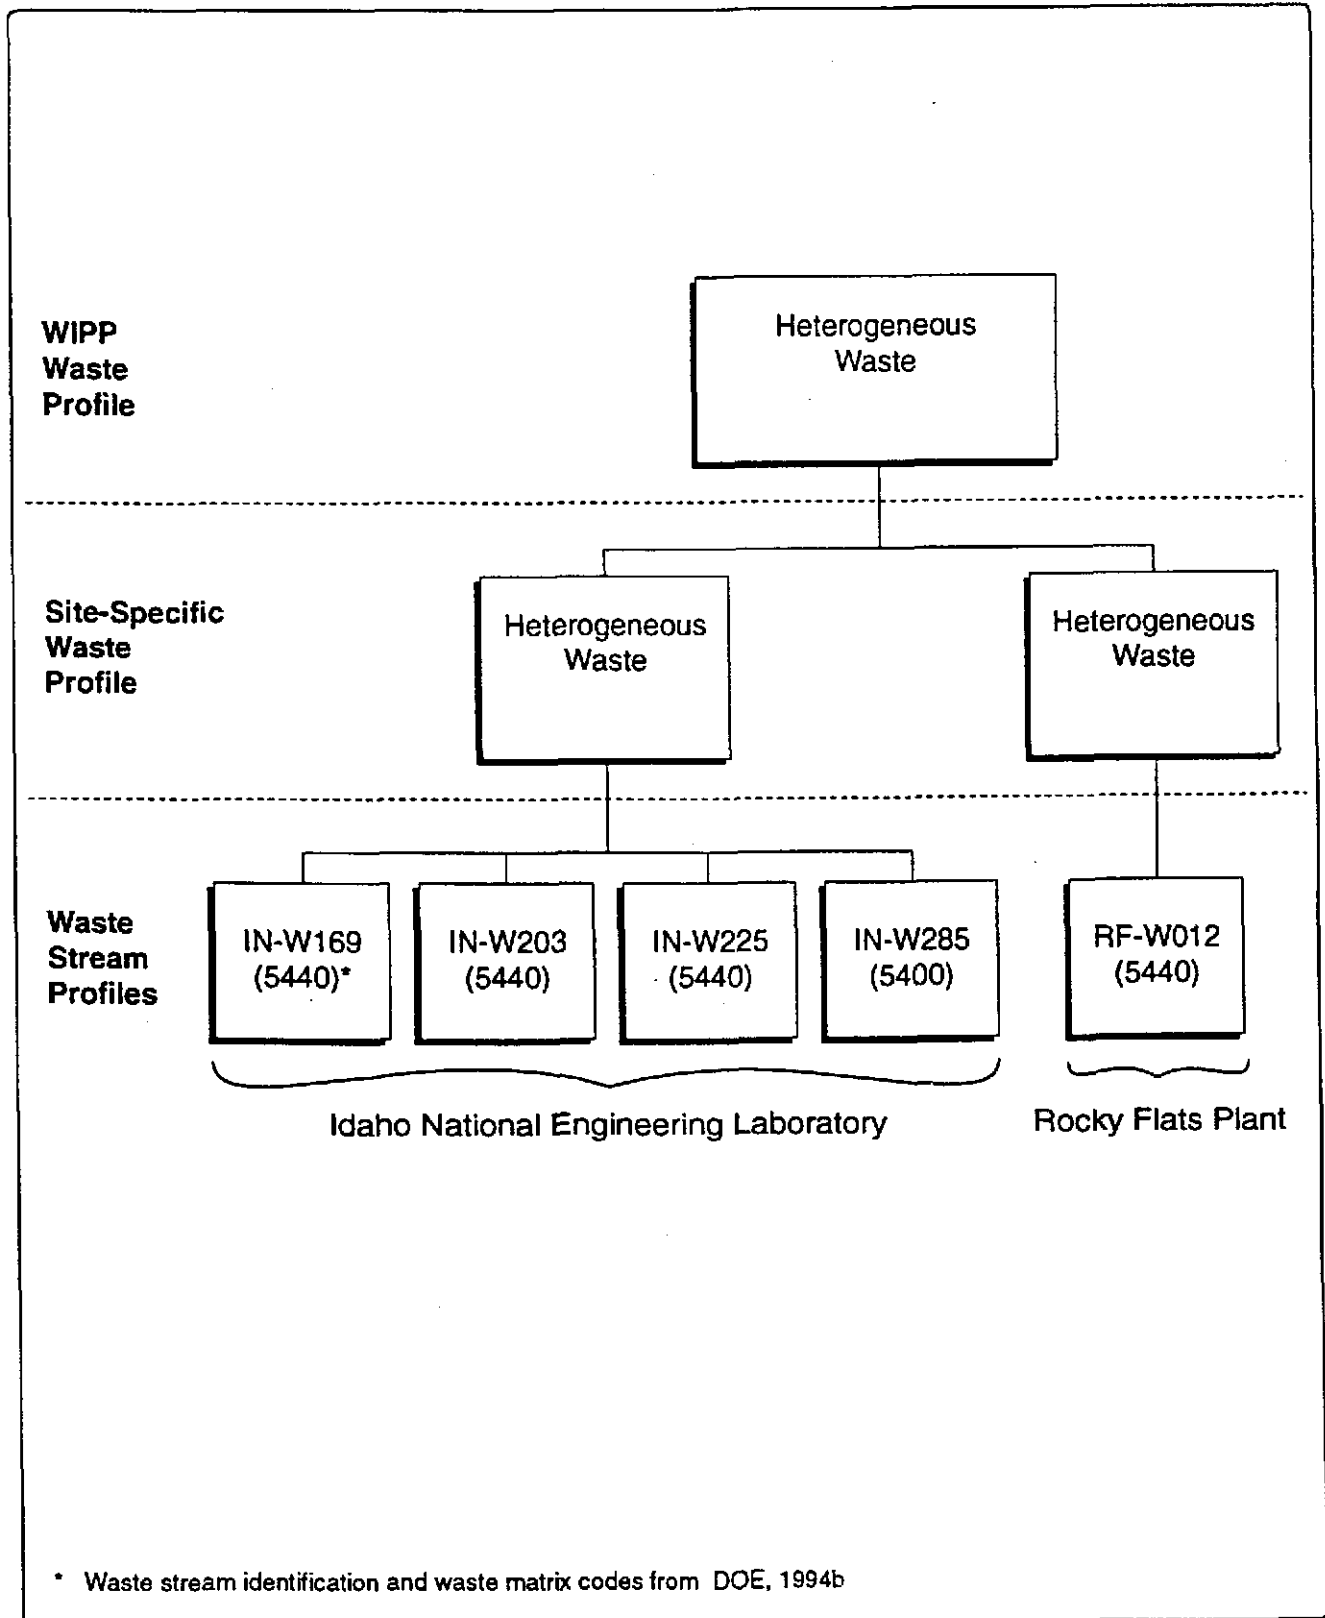 WIPP
Waste
Profile
Heterogeneous
Waste
Site-Specific
Waste
Profile
Heterogeneous
Waste
Heterogeneous
Waste
Waste
Stream
Profiles
IN-W169
(5440)*
IN-W203
(5440)
IN-W225
(5440)
IN-W285
(5400)
RF-W012
(5440)
Idaho National Engineering Laboratory
Rocky Flats Plant
* Waste stream identification and waste matrix codes from DOE, 1994b